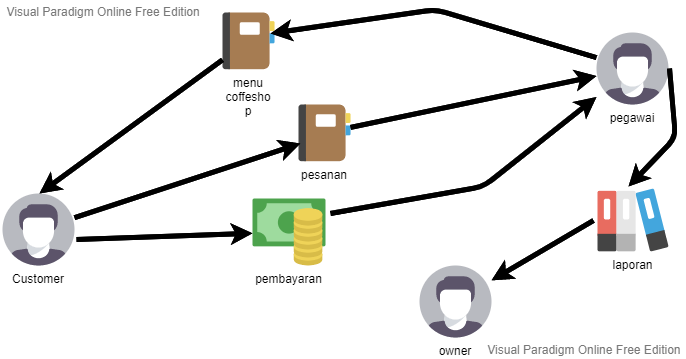 Visual Paradigm Online Free Edition
menu
coffesho
p
pegawai
pesanan
laporan
Customer
pembayaran
owner
Visual Paradigm Online Free Edition